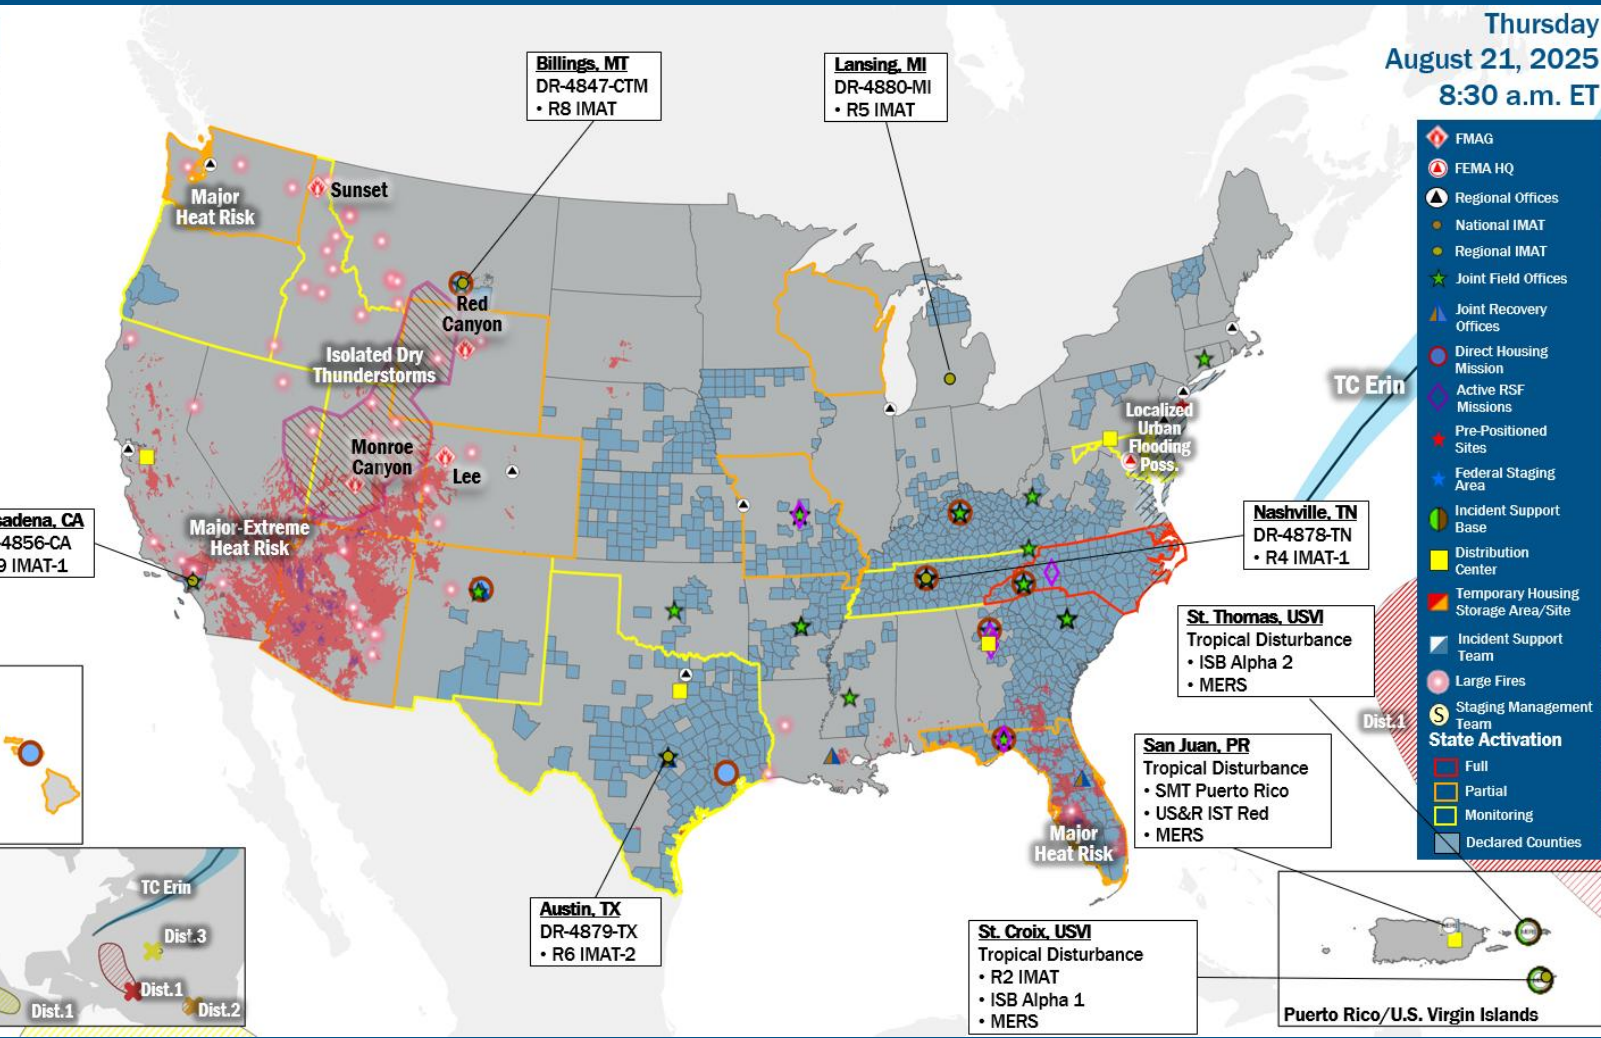 Thursday
August 21, 2025
8:30 a.m. ET
Billings, MT
DR-4847-CTM
• R8 IMAT
Lansing, MI
DR-4880-MI
• R5 IMAT
FMAG
FEMA HQ
Regional Offices
National IMAT
Regional IMAT
Joint Field Offices
Joint Recovery
Offices
Direct Housing
Mission
Active RSF
Missions
Pre-Positioned
Sites
Federal Staging
Area
Incident Support
Base
Distribution
Center
Temporary Housing
Storage Area/Site
Incident Support
Team
Large Fires
S
Staging Management
Team
State Activation
Full
Partial
Monitoring
Declared Counties
Major
Heat Risk
Sunset
Red
Canyon
Isolated Dry
Thunderstorms
Monroe
Canyon
Lee
Major-Extreme
Heat Risk
TC Erin
Localized
Urban
Flooding
Poss.
sadena, CA
-4856-CA
9 IMAT-1
Nashville, TN
DR-4878-TN
• R4 IMAT-1
St. Thomas, USVI
Tropical Disturbance
• ISB Alpha 2
• MERS
Dist.1
San Juan, PR
Tropical Disturbance
• SMT Puerto Rico
• US&R IST Red
• MERS
Major
Heat Risk
Austin, TX
DR-4879-TX
• R6 IMAT-2
St. Croix, USVI
Tropical Disturbance
• R2 IMAT
• ISB Alpha 1
• MERS
TC Erin
Dist.3
Dist.1
Dist.2
Dist.1
MERS
MERS
Puerto Rico/U.S. Virgin Islands